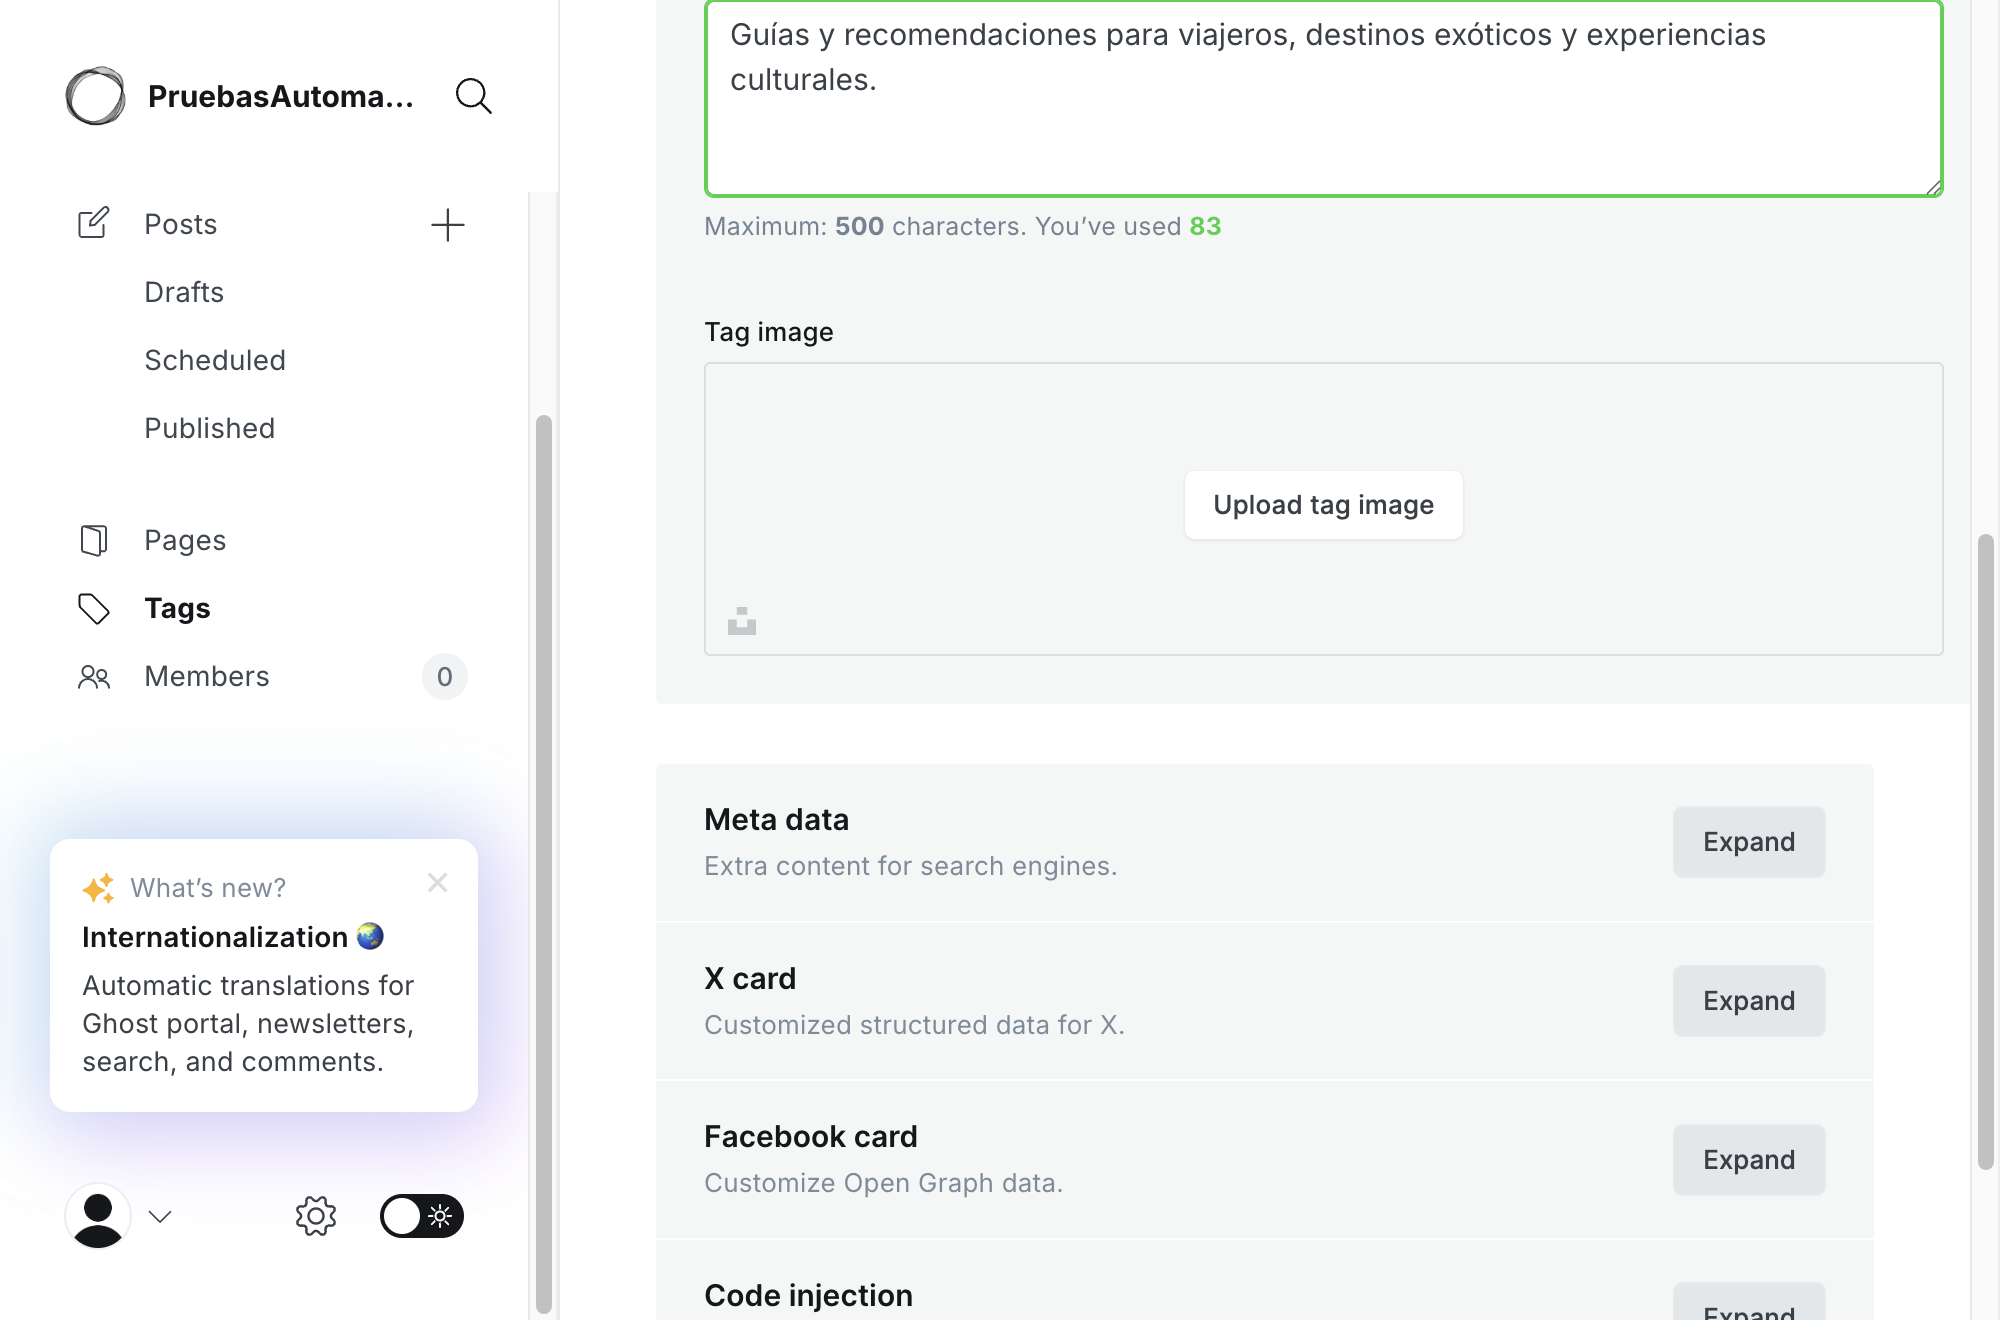 PruebasAutoma...
Posts
Drafts
Scheduled
Published
Pages
Tags
Members
0
What's new?
Internationalization
Automatic translations for
Ghost portal, newsletters,
search, and comments.
Guías y recomendaciones para viajeros, destinos exóticos y experiencias
culturales.
Maximum: 500 characters. You've used 83
Tag image
Upload tag image
Meta data
Extra content for search engines.
Expand
X card
Customized structured data for X.
Expand
Facebook card
Customize Open Graph data.
Expand
Code injection
Expand